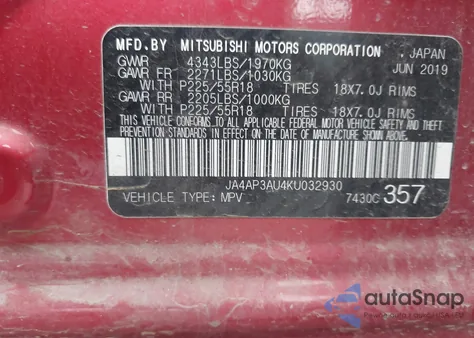 MFD.BY MITSUBISHI MOTORS CORPORATION . JAPAN
GVWR 4343LBS/1970KG JUN 2019
GAWR FR 2271LBS/1030KG
WITH P225/55R18 TIRES 18X7.0J RIMS
GAWR RR 2205LBS/1000KG
WITH P225/55R18 TIRES 18X7.0J RIMS
THIS VEHICLE CONFORMS TO ALL APPLICABLE
FEDERAL MOTOR VEHICLE SAFETY, BUMPER, AND THEFT
PREVENTION STANDARDS IN EFFECT ON THE DATE OF
MANUFACTURE SHOWN ABOVE.
JA4AP3AU4KU032930
VEHICLE TYPE: MPV 7430C 357
autoSnap